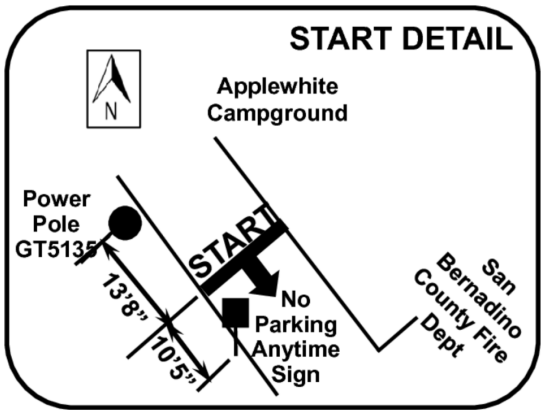 START DETAIL
N
Applewhite
Campground
Power
Pole
GT5135
START
13’8”
10’5”
No
Parking
Anytime
Sign
San
Bernadino
County Fire
Dept